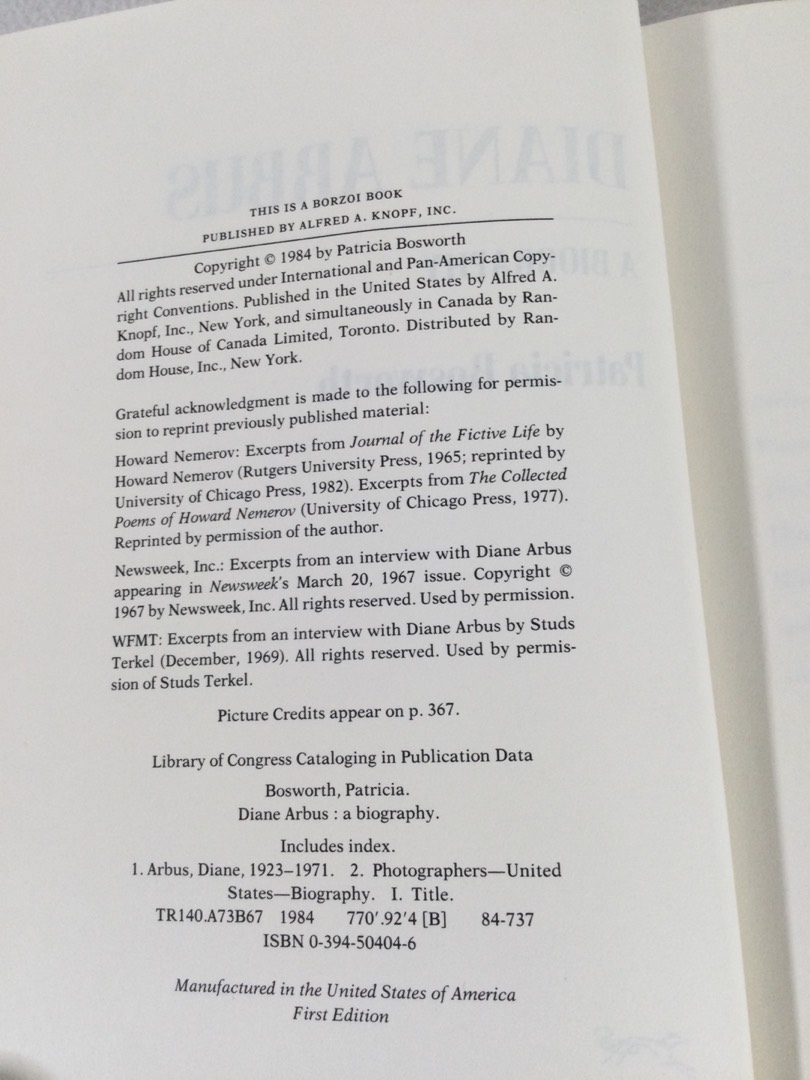 THIS IS A BORZOI BOOK
PUBLISHED BY ALFRED A. KNOPF, INC.
Copyright © 1984 by Patricia Bosworth
All rights reserved under International and Pan-American Copy-
right Conventions. Published in the United States by Alfred A.
Knopf, Inc., New York, and simultaneously in Canada by Ran-
dom House of Canada Limited, Toronto. Distributed by Ran-
dom House, Inc., New York.
Grateful acknowledgment is made to the following for permis-
sion to reprint previously published material:
Howard Nemerov: Excerpts from Journal of the Fictive Life by
Howard Nemerov (Rutgers University Press, 1965; reprinted by
University of Chicago Press, 1982). Excerpts from The Collected
Poems of Howard Nemerov (University of Chicago Press, 1977).
Reprinted by permission of the author.
Newsweek, Inc.: Excerpts from an interview with Diane Arbus
appearing in Newsweek's March 20, 1967 issue. Copyright ©
1967 by Newsweek, Inc. All rights reserved. Used by permission.
WFMT: Excerpts from an interview with Diane Arbus by Studs
Terkel (December, 1969). All rights reserved. Used by permis-
sion of Studs Terkel.
Picture Credits appear on p. 367.
Library of Congress Cataloging in Publication Data
Bosworth, Patricia.
Diane Arbus : a biography.
Includes index.
1. Arbus, Diane, 1923–1971. 2. Photographers—United
States—Biography. I. Title.
TR140.A73B67 1984 770'.92'4 [B] 84-737
ISBN 0-394-50404-6
Manufactured in the United States of America
First Edition